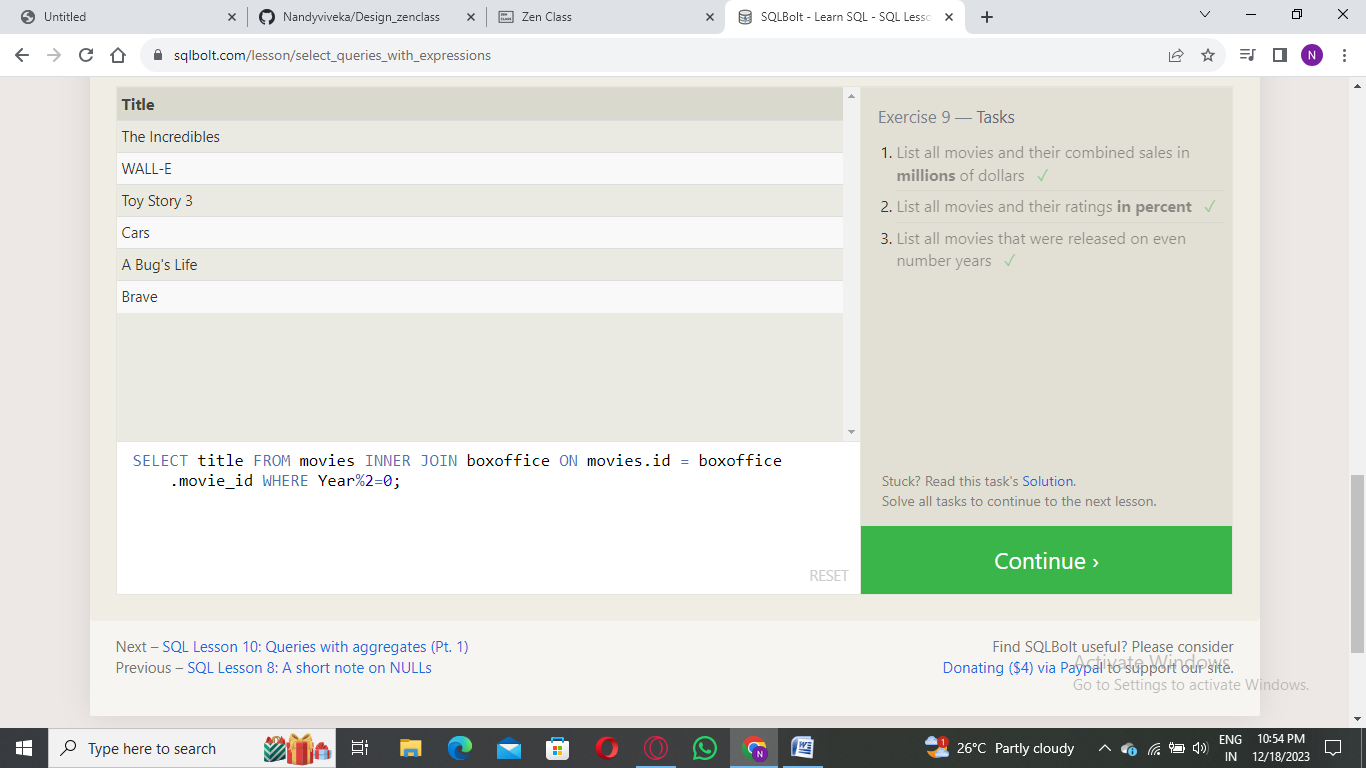 Untitled
Nandyviveka/Design_zenclass
Zen Class
SQLBolt - Learn SQL - SQL Lesso
sqlbolt.com/lesson/select_queries_with_expressions
N
Title
The Incredibles
WALL-E
Toy Story 3
Cars
A Bug's Life
Brave
SELECT title FROM movies INNER JOIN boxoffice ON movies.id = boxoffice
.movie_id WHERE Year%2=0;
RESET
Exercise 9 — Tasks
1. List all movies and their combined sales in
millions of dollars ✓
2. List all movies and their ratings in percent ✓
3. List all movies that were released on even
number years ✓
Stuck? Read this task's Solution.
Solve all tasks to continue to the next lesson.
Continue ›
Next – SQL Lesson 10: Queries with aggregates (Pt. 1)
Previous – SQL Lesson 8: A short note on NULLs
Find SQLBolt useful? Please consider
Donating ($4) via Paypal to support our site.
Activate Windows
Go to Settings to activate Windows.
Type here to search
N
1
26°C Partly cloudy
ENG
IN
10:54 PM
12/18/2023